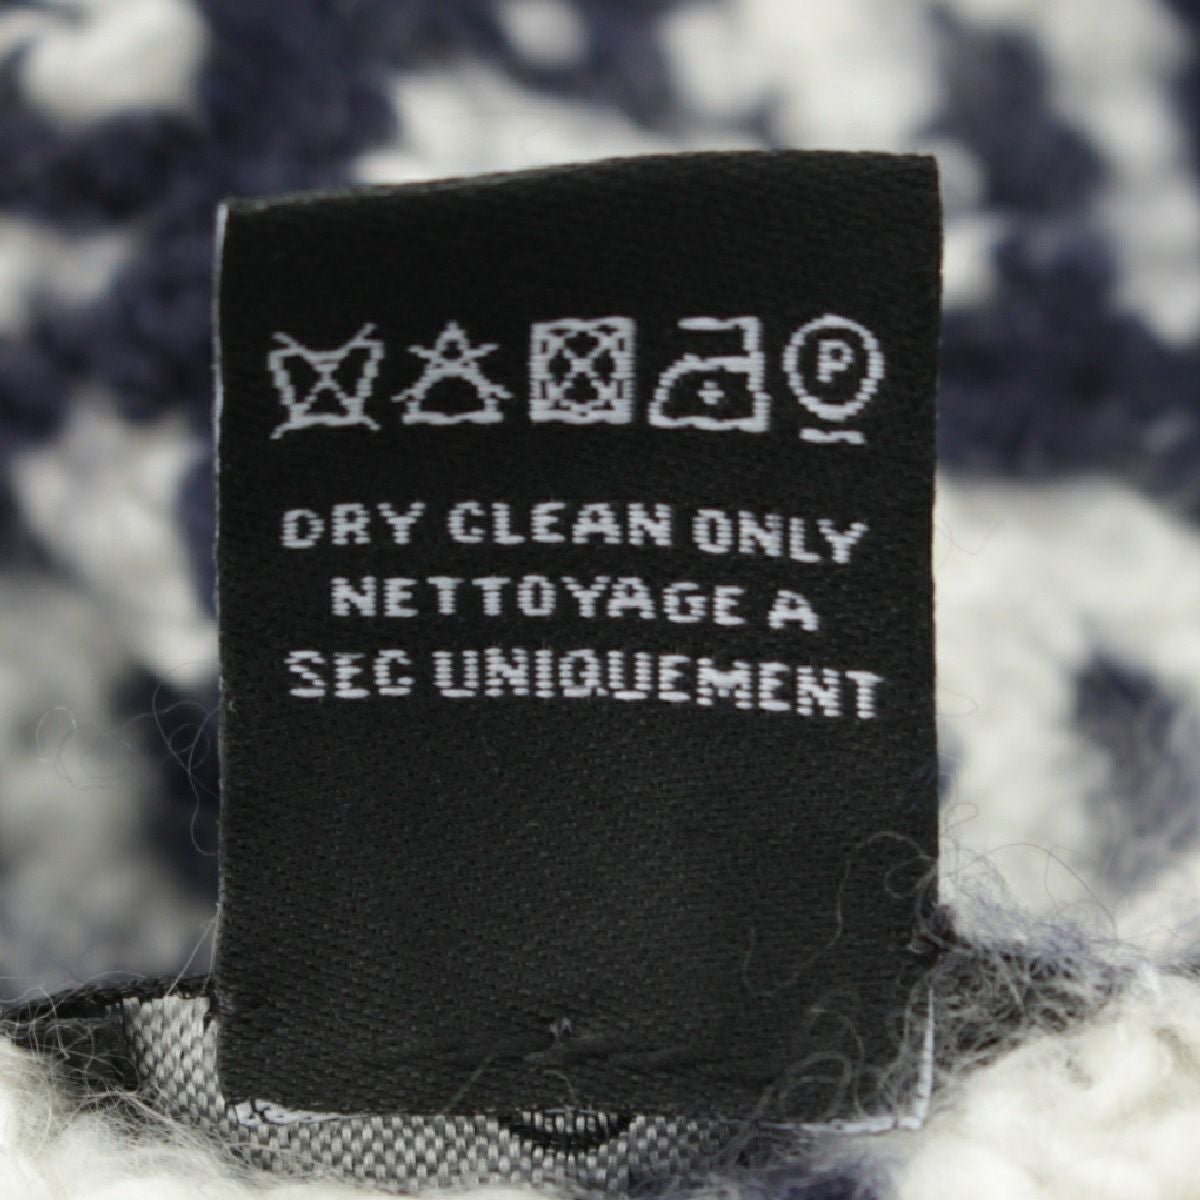 P
DRY CLEAN ONLY
NETTOYAGE A
SEC UNIQUEMENT